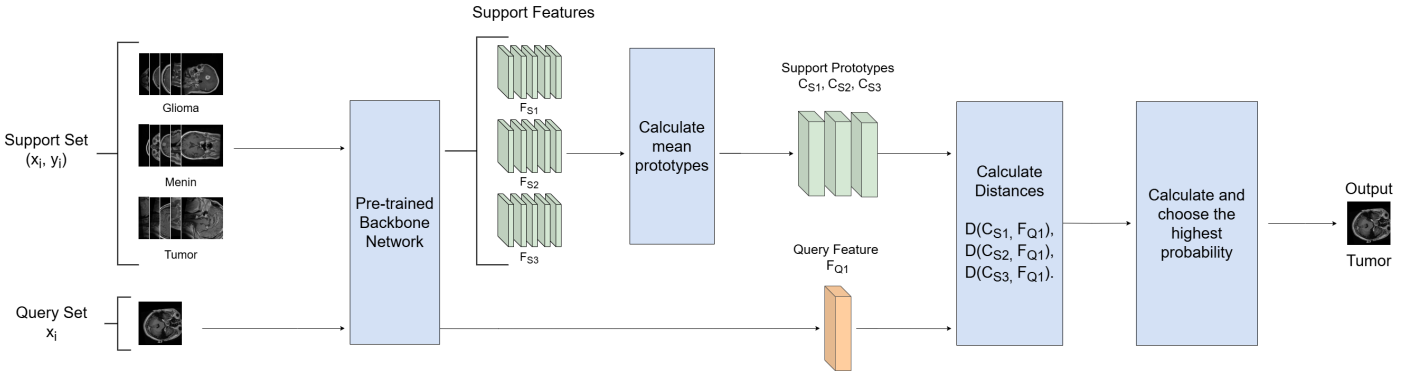 Support Features
Support Set
(xi, yi)
Glioma
Menin
Tumor
Query Set
xi
Pre-trained
Backbone
Network
FS1
FS2
FS3
Calculate
mean
prototypes
Support Prototypes
CS1, CS2, CS3
Query Feature
FQ1
Calculate
Distances
D(CS1, FQ1),
D(CS2, FQ1),
D(CS3, FQ1).
Calculate and
choose the
highest
probability
Output
Tumor